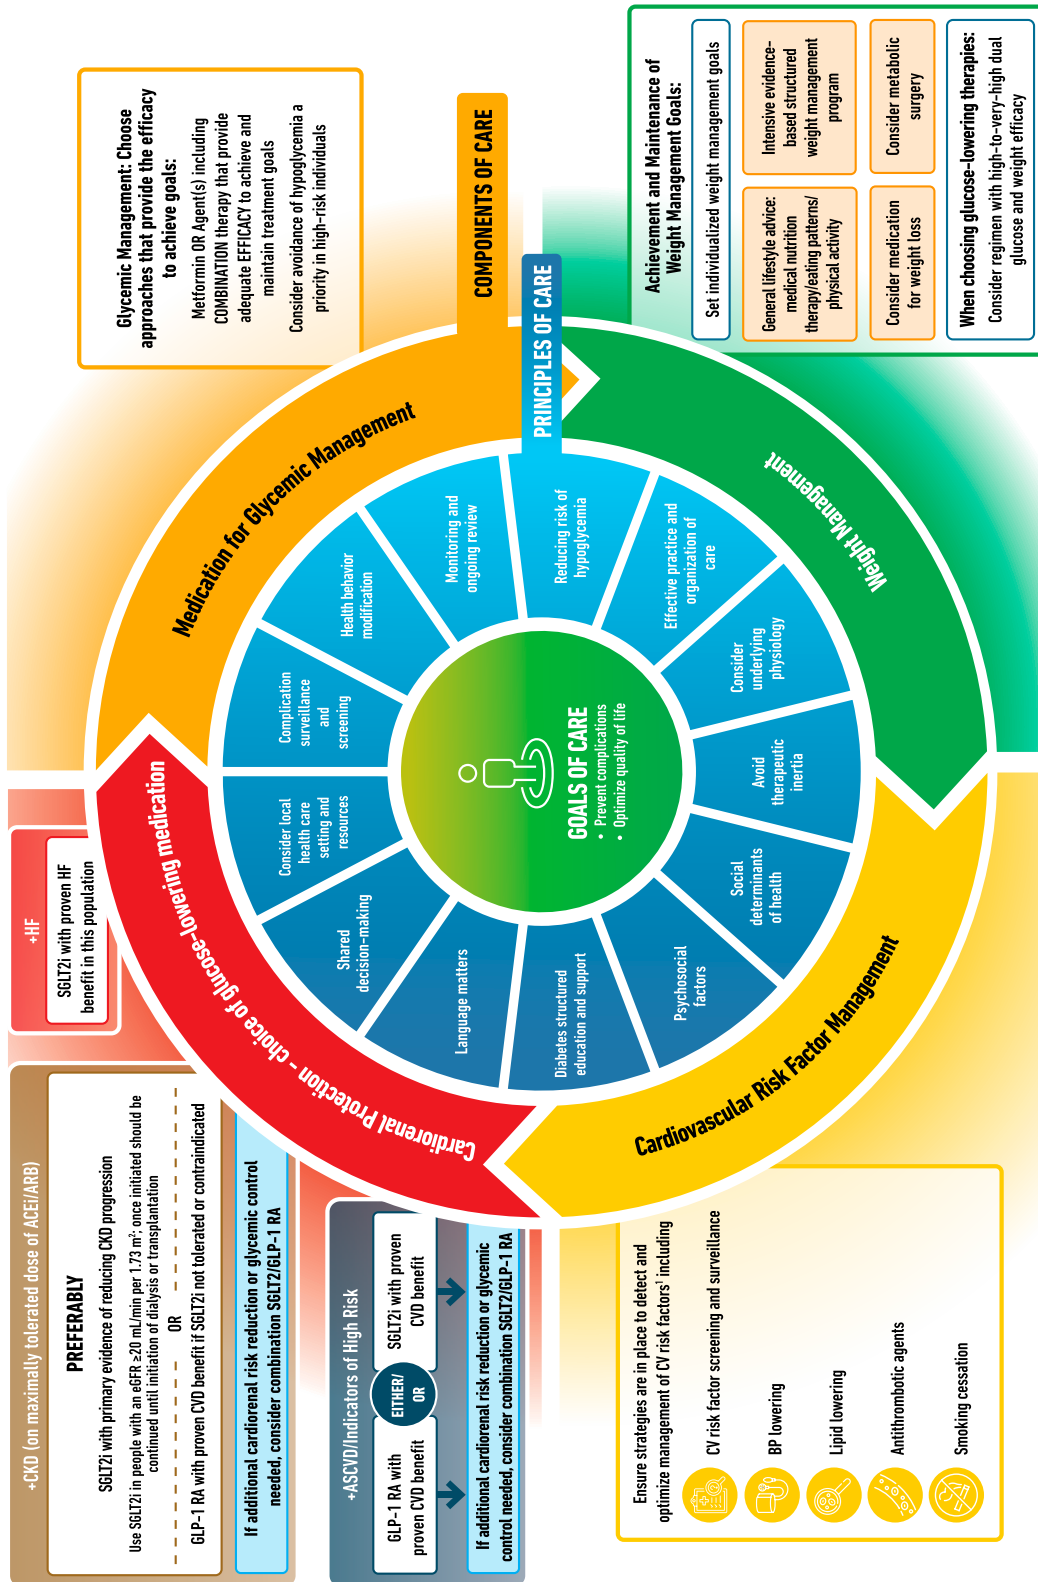 +CKD (on maximally tolerated dose of ACEi/ARB)
PREFERABLY
SGLT2i with primary evidence of reducing CKD progression
Use SGLT2i in people with an eGFR ≥20 mL/min per 1.73 m²; once initiated should be
continued until initiation of dialysis or transplantation
OR
GLP-1 RA with proven CVD benefit if SGLT2i not tolerated or contraindicated
If additional cardiorenal risk reduction or glycemic control
needed, consider combination SGLT2/GLP-1 RA
+HF
SGLT2i with proven HF
benefit in this population
+ASCVD/Indicators of High Risk
GLP-1 RA with
proven CVD benefit
EITHER/
OR
SGLT2i with proven
CVD benefit
If additional cardiorenal risk reduction or glycemic
control needed, consider combination SGLT2/GLP-1 RA
Glycemic Management: Choose
approaches that provide the efficacy
to achieve goals:
Metformin OR Agent(s) including
COMBINATION therapy that provide
adequate EFFICACY to achieve and
maintain treatment goals
Consider avoidance of hypoglycemia a
priority in high-risk individuals
COMPONENTS OF CARE
PRINCIPLES OF CARE
Cardiorenal Protection - choice of glucose-lowering medication
Medication for Glycemic Management
Weight Management
Cardiovascular Risk Factor Management
Consider local
health care
setting and
resources
Complication
surveillance
and
screening
Health behavior
modification
Monitoring and
ongoing review
Reducing risk of
hypoglycemia
Effective practice and
organization of
care
Consider
underlying
physiology
Avoid
therapeutic
inertia
Social
determinants
of health
Psychosocial
factors
Diabetes structured
education and support
Language matters
Shared
decision-making
GOALS OF CARE
• Prevent complications
• Optimize quality of life
Ensure strategies are in place to detect and
optimize management of CV risk factors¹ including
CV risk factor screening and surveillance
BP lowering
Lipid lowering
Antithrombotic agents
Smoking cessation
Achievement and Maintenance of
Weight Management Goals:
Set individualized weight management goals
General lifestyle advice:
medical nutrition
therapy/eating patterns/
physical activity
Intensive evidence-
based structured
weight management
program
Consider medication
for weight loss
Consider metabolic
surgery
When choosing glucose-lowering therapies:
Consider regimen with high-to-very-high dual
glucose and weight efficacy